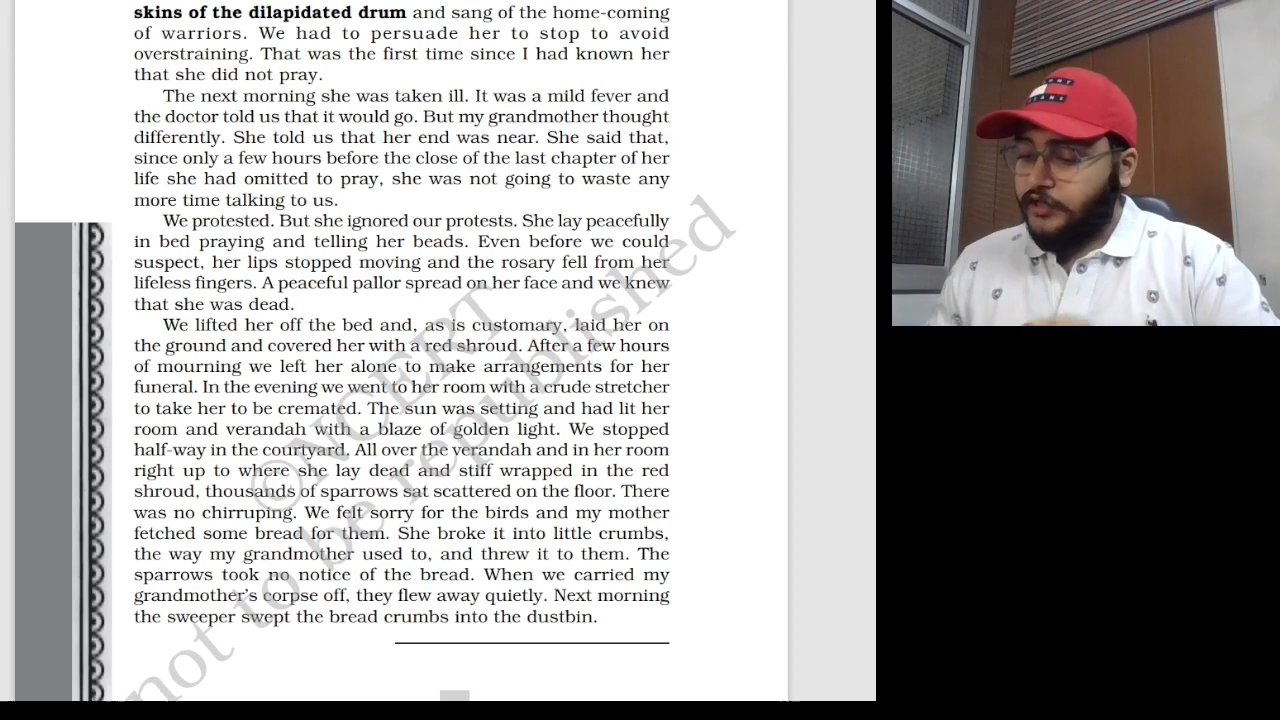 skins of the dilapidated drum and sang of the home-coming
of warriors. We had to persuade her to stop to avoid
overstraining. That was the first time since I had known her
that she did not pray.
The next morning she was taken ill. It was a mild fever and
the doctor told us that it would go. But my grandmother thought
differently. She told us that her end was near. She said that,
since only a few hours before the close of the last chapter of her
life she had omitted to pray, she was not going to waste any
more time talking to us.
We protested. But she ignored our protests. She lay peacefully
in bed praying and telling her beads. Even before we could
suspect, her lips stopped moving and the rosary fell from her
lifeless fingers. A peaceful pallor spread on her face and we knew
that she was dead.
We lifted her off the bed and, as is customary, laid her on
the ground and covered her with a red shroud. After a few hours
of mourning we left her alone to make arrangements for her
funeral. In the evening we went to her room with a crude stretcher
to take her to be cremated. The sun was setting and had lit her
room and verandah with a blaze of golden light. We stopped
half-way in the courtyard. All over the verandah and in her room
right up to where she lay dead and stiff wrapped in the red
shroud, thousands of sparrows sat scattered on the floor. There
was no chirruping. We felt sorry for the birds and my mother
fetched some bread for them. She broke it into little crumbs,
the way my grandmother used to, and threw it to them. The
sparrows took no notice of the bread. When we carried my
grandmother's corpse off, they flew away quietly. Next morning
the sweeper swept the bread crumbs into the dustbin.
©NCERT
not to be republished